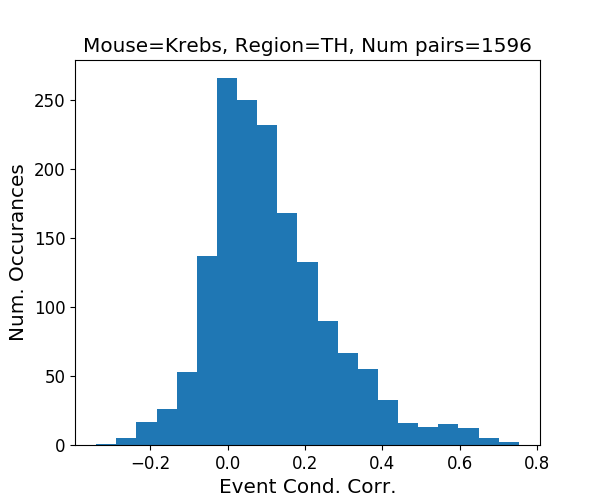 Mouse=Krebs, Region=TH, Num pairs=1596
Num. Occurances
250
200
150
100
50
0
−0.2 0.0 0.2 0.4 0.6 0.8
Event Cond. Corr.